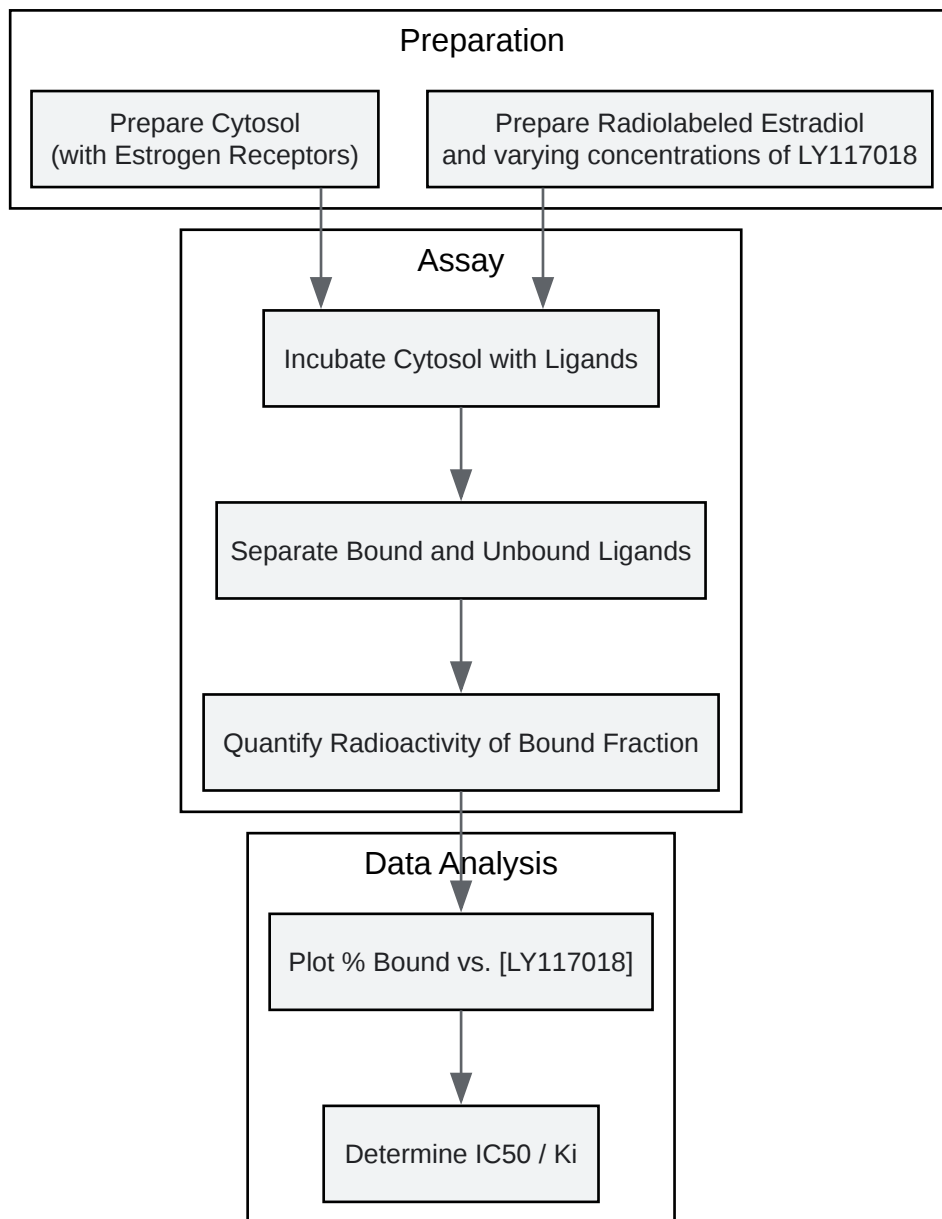 Preparation
Prepare Cytosol
(with Estrogen Receptors)
Prepare Radiolabeled Estradiol
and varying concentrations of LY117018
Assay
Incubate Cytosol with Ligands
Separate Bound and Unbound Ligands
Quantify Radioactivity of Bound Fraction
Data Analysis
Plot % Bound vs. [LY117018]
Determine IC50 / Ki